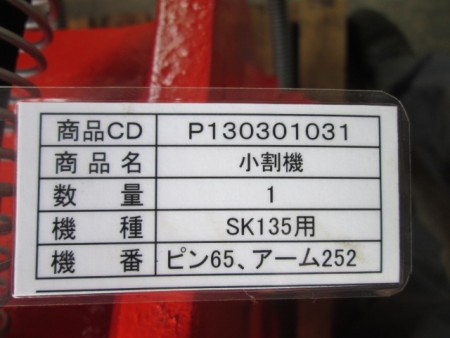 商品CD P130301031
商品名 小割機
数量 1
機種 SK135用
機番 ピン65、アーム252